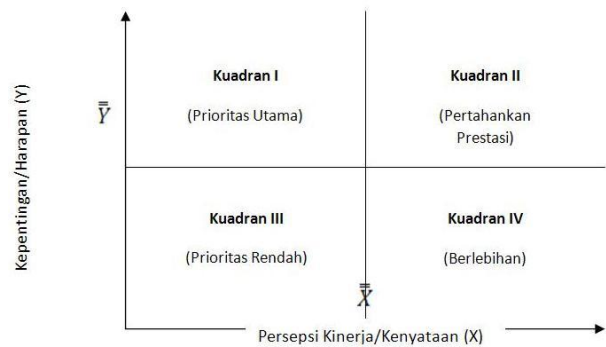 Kepentingan/Harapan (Y)
Kuadran I
(Prioritas Utama)
Kuadran II
(Pertahankan
Prestasi)
Y̿
Kuadran III
(Prioritas Rendah)
Kuadran IV
(Berlebihan)
X̿
Persepsi Kinerja/Kenyataan (X)